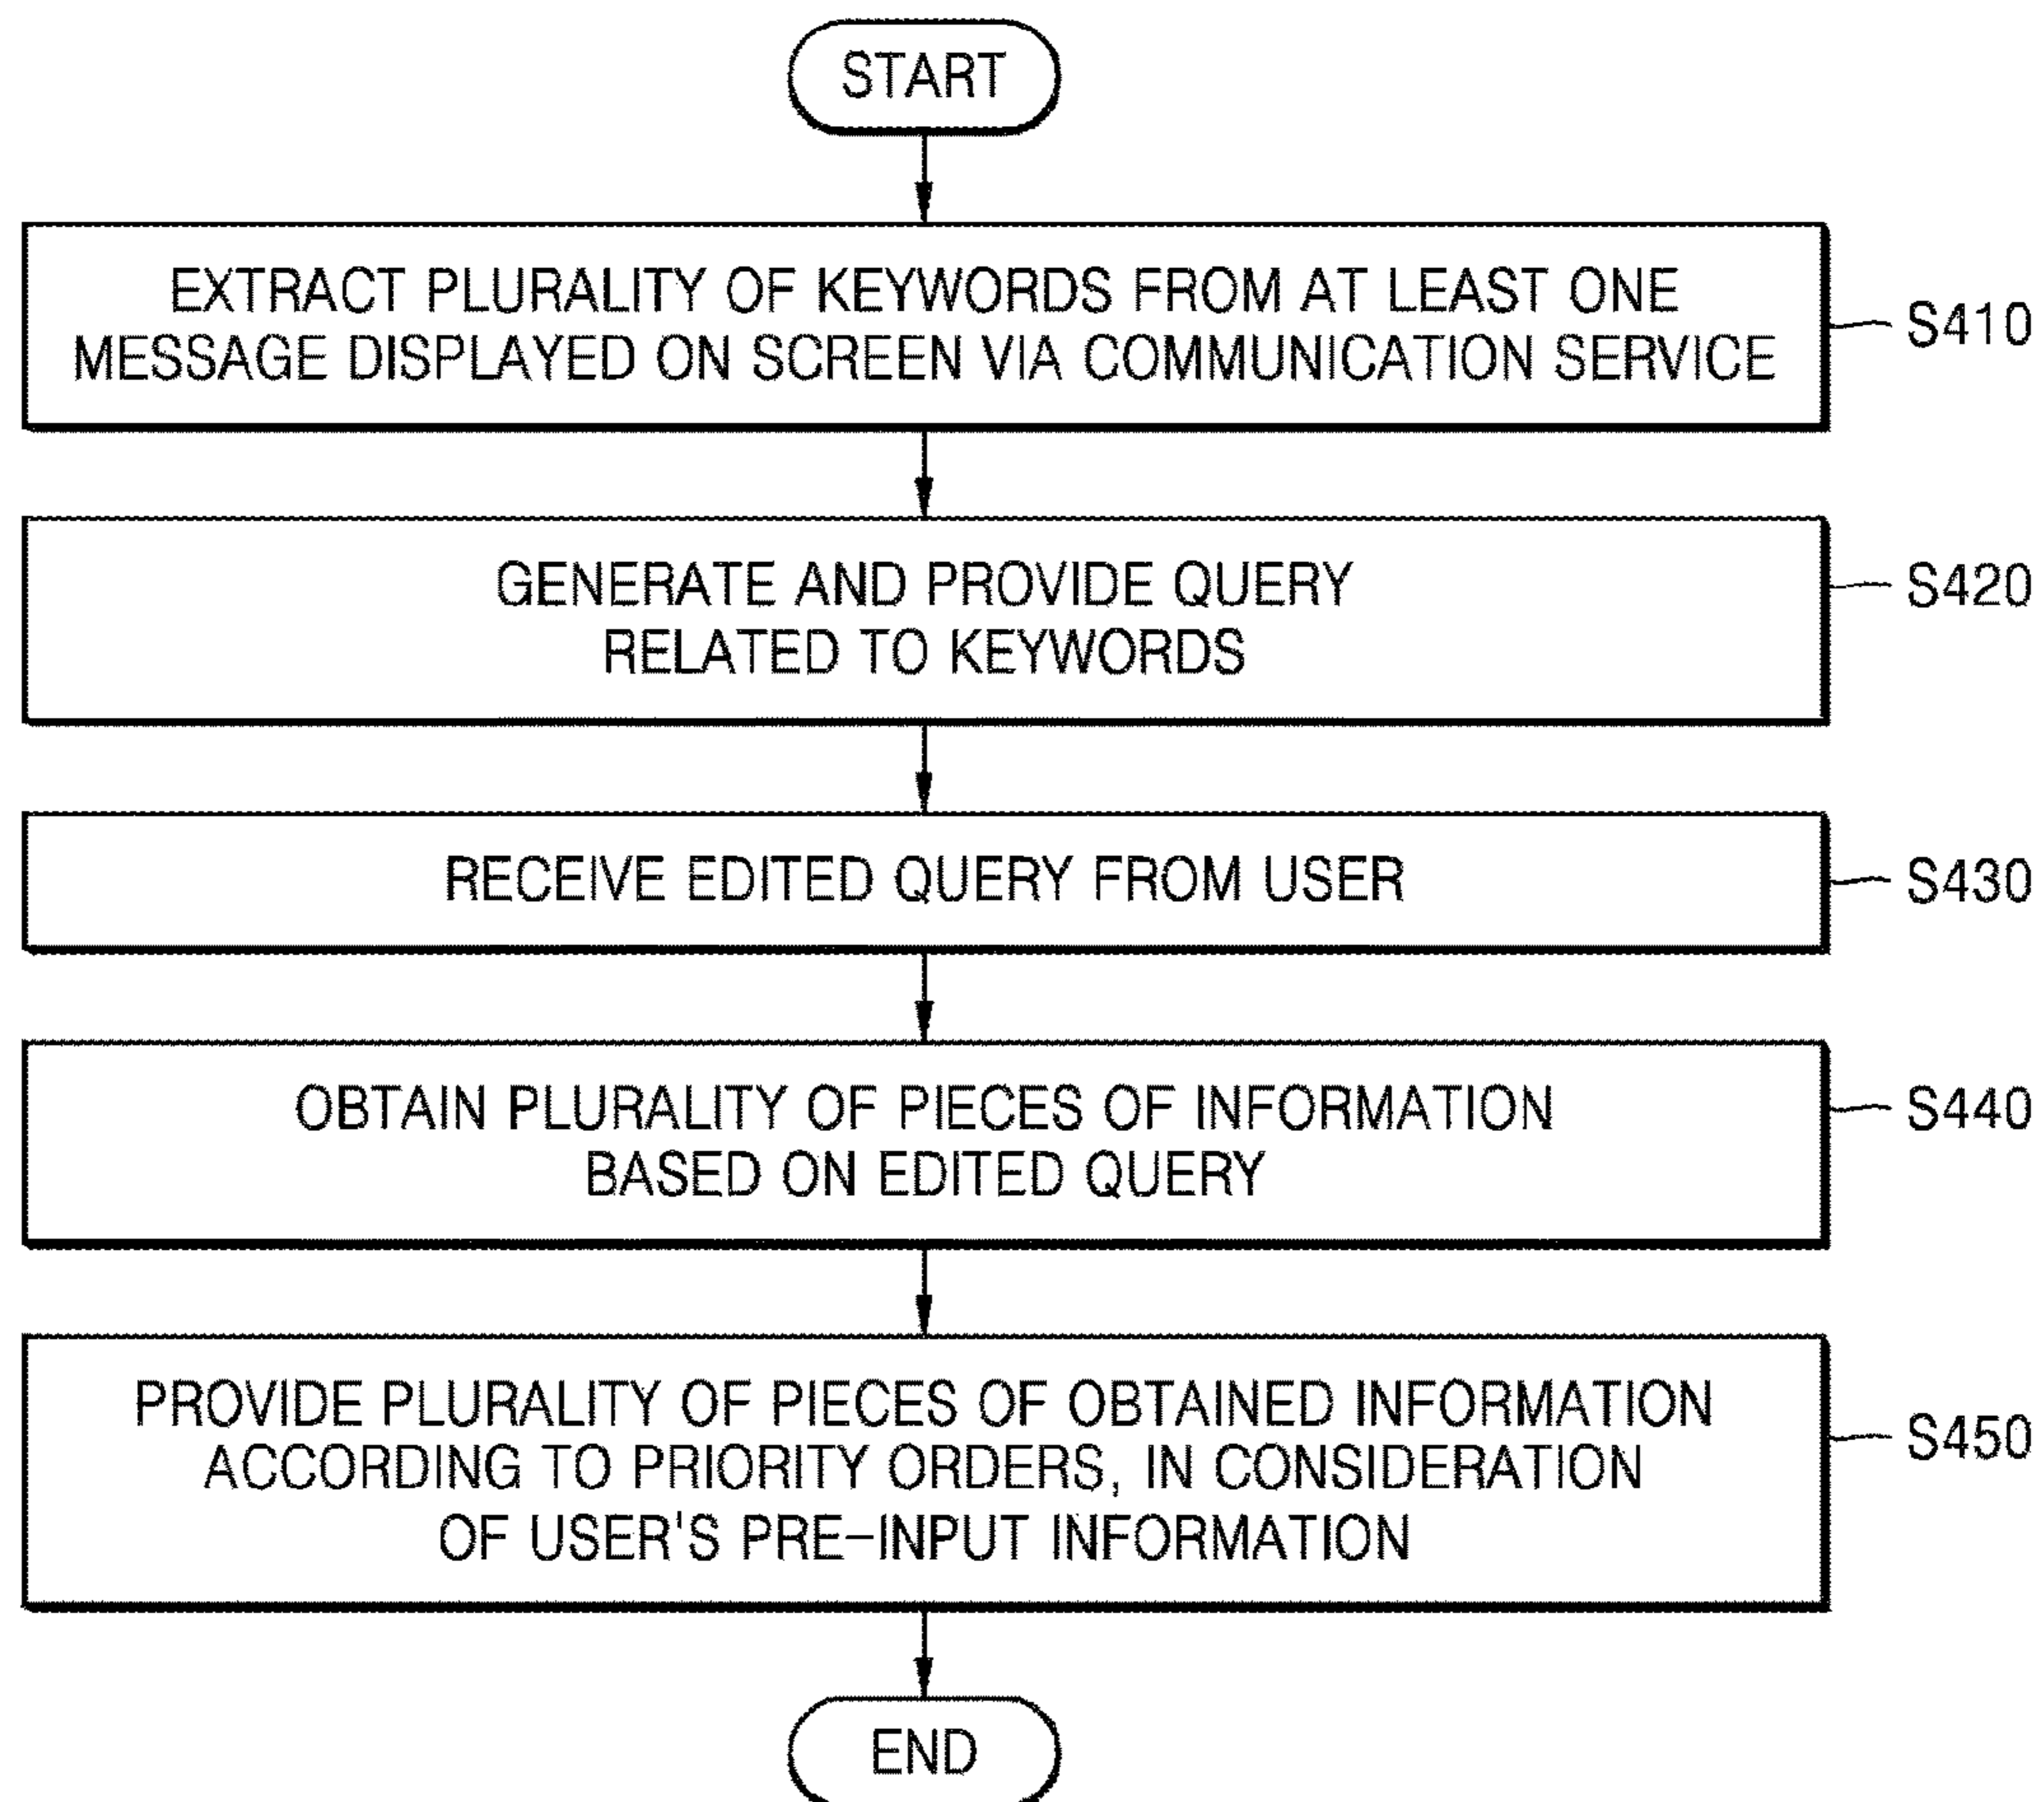 START
EXTRACT PLURALITY OF KEYWORDS FROM AT LEAST ONE
MESSAGE DISPLAYED ON SCREEN VIA COMMUNICATION SERVICE
S410
GENERATE AND PROVIDE QUERY
RELATED TO KEYWORDS
S420
RECEIVE EDITED QUERY FROM USER
S430
OBTAIN PLURALITY OF PIECES OF INFORMATION
BASED ON EDITED QUERY
S440
PROVIDE PLURALITY OF PIECES OF OBTAINED INFORMATION
ACCORDING TO PRIORITY ORDERS, IN CONSIDERATION
OF USER'S PRE-INPUT INFORMATION
S450
END